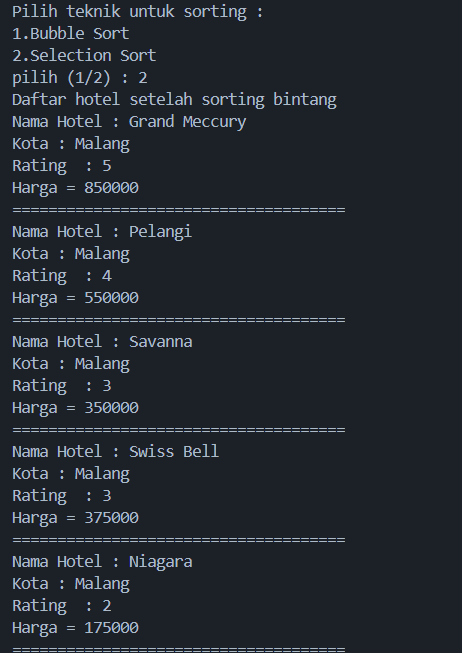 Pilih teknik untuk sorting :
1.Bubble Sort
2.Selection Sort
pilih (1/2) : 2
Daftar hotel setelah sorting bintang
Nama Hotel : Grand Meccury
Kota : Malang
Rating  : 5
Harga = 850000
=====================================
Nama Hotel : Pelangi
Kota : Malang
Rating  : 4
Harga = 550000
=====================================
Nama Hotel : Savanna
Kota : Malang
Rating  : 3
Harga = 350000
=====================================
Nama Hotel : Swiss Bell
Kota : Malang
Rating  : 3
Harga = 375000
=====================================
Nama Hotel : Niagara
Kota : Malang
Rating  : 2
Harga = 175000
=====================================